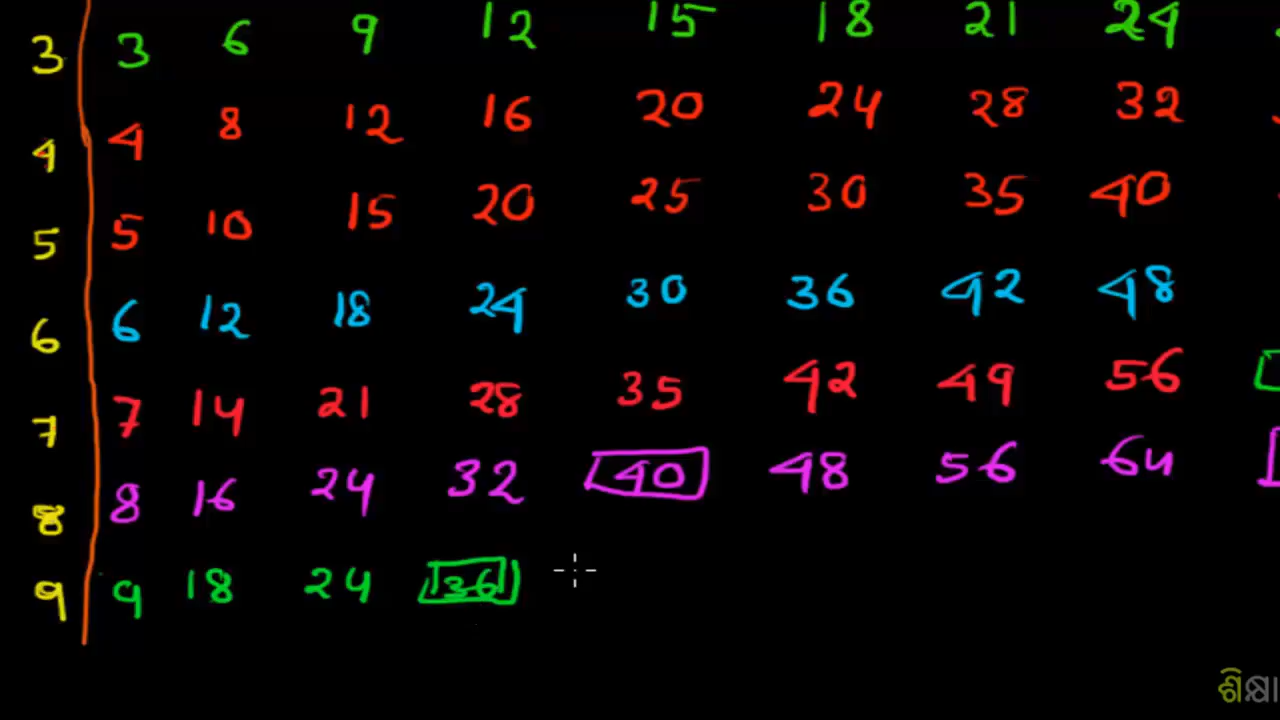 3 3 6 9 12 15 18 21 24
4 4 8 12 16 20 24 28 32
5 5 10 15 20 25 30 35 40
6 6 12 18 24 30 36 42 48
7 7 14 21 28 35 42 49 56
8 8 16 24 32 40 48 56 64
9 9 18 24 36
ଶିକ୍ଷା